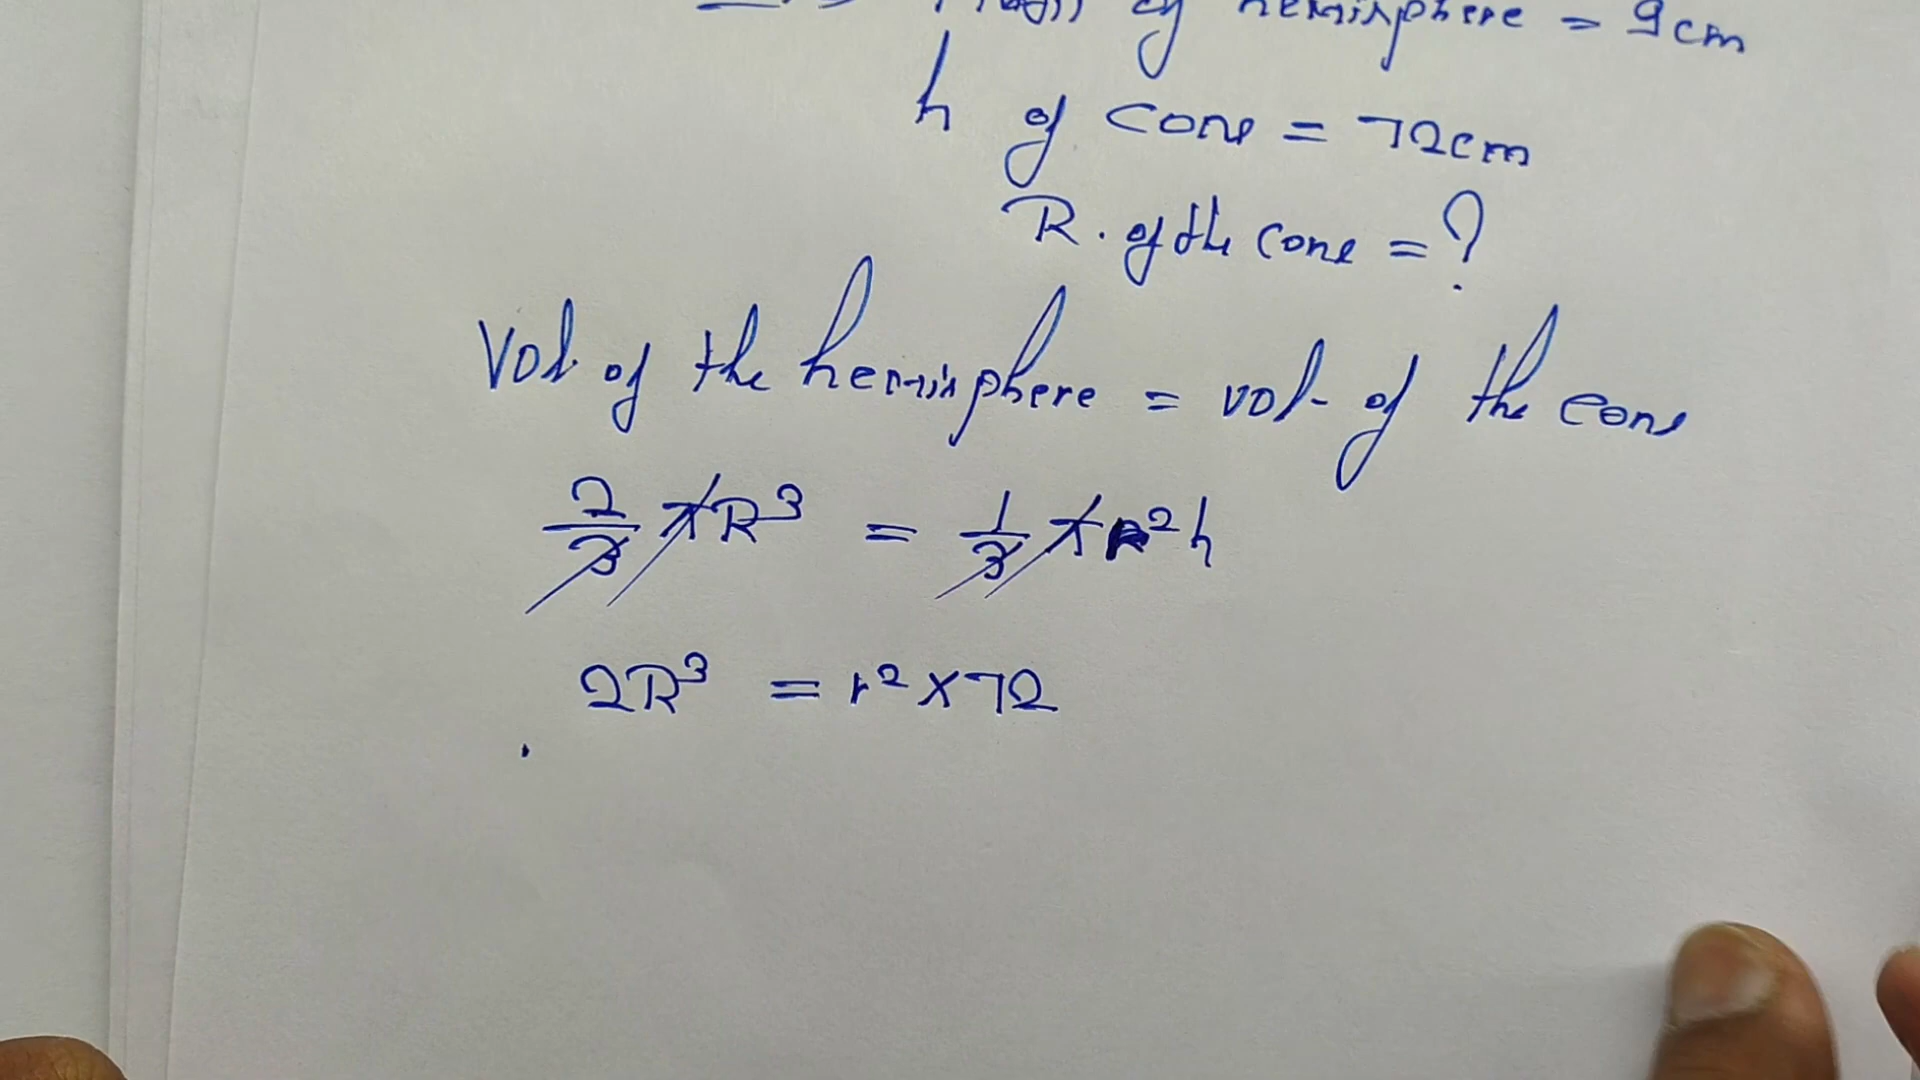 of hemisphere = 9cm
h of cone = 72cm
R. of the cone = ?
Vol. of the hemisphere = vol. of the cone
2/3 πR³ = 1/3 πr²h
2R³ = r² × 72